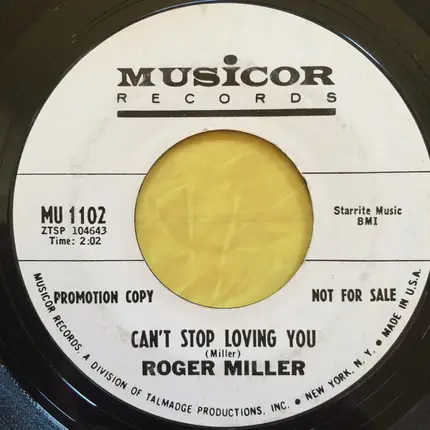 MUSICOR
RECORDS
MU 1102
ZTSP 104643
Time: 2:02
Starrite Music
BMI
PROMOTION COPY
NOT FOR SALE
CAN'T STOP LOVING YOU
(Miller)
ROGER MILLER
MUSICOR RECORDS, A DIVISION OF TALMADGE PRODUCTIONS, INC. • NEW YORK, N. Y. • MADE IN U.S.A.